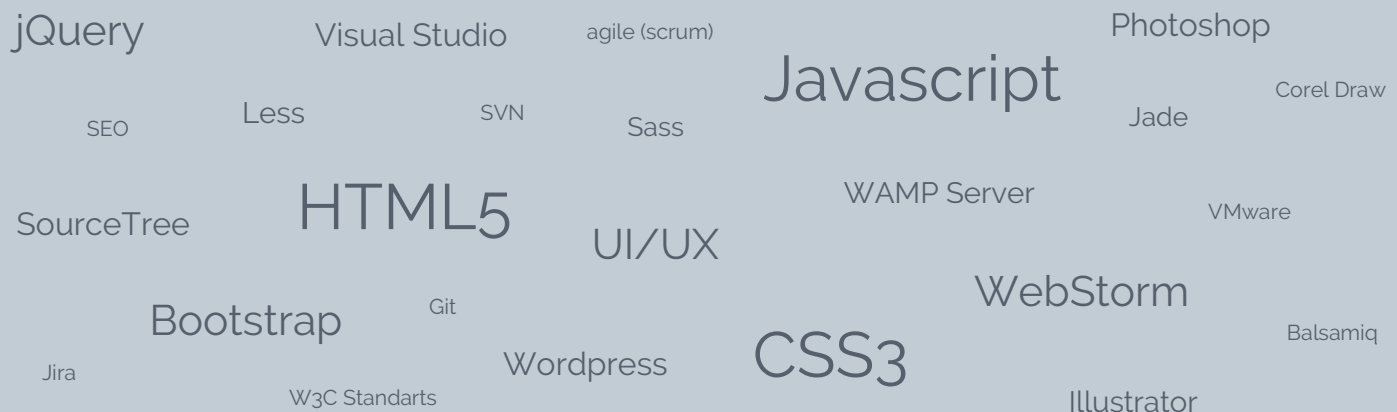 jQuery
Visual Studio
agile (scrum)
Photoshop
Javascript
Corel Draw
Less
SVN
Jade
SEO
Sass
WAMP Server
HTML5
VMware
SourceTree
UI/UX
WebStorm
Git
Bootstrap
Balsamiq
CSS3
Wordpress
Jira
W3C Standarts
Illustrator